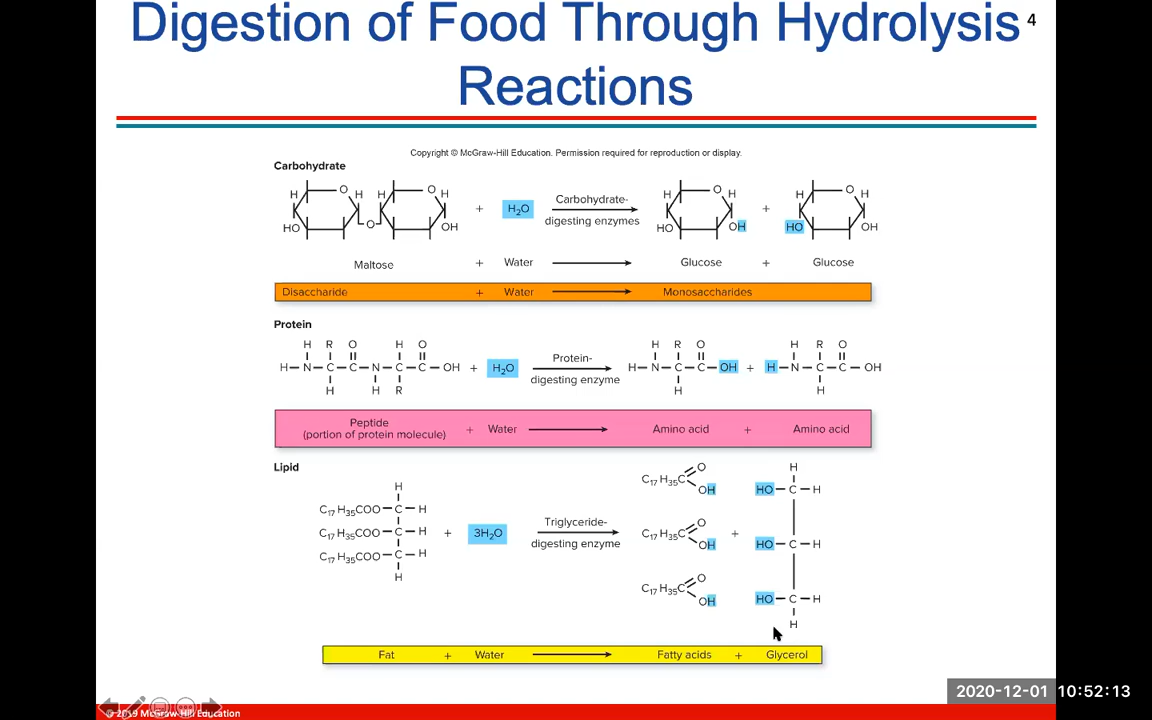 Digestion of Food Through Hydrolysis 4
Reactions
Copyright © McGraw-Hill Education. Permission required for reproduction or display.
Carbohydrate
H O H H O H + H₂O Carbohydrate- H O H + H O H
HO O OH digesting enzymes HO OH HO OH
Maltose + Water Glucose + Glucose
Disaccharide + Water Monosaccharides
Protein
H R O H O Protein- H R O H R O
H—N—C—C—N—C—C—OH + H₂O H—N—C—C—OH + H—N—C—C—OH
H H R digesting enzyme H H
Peptide
(portion of protein molecule) + Water Amino acid + Amino acid
Lipid
H C₁₇H₃₅C O OH H
C₁₇H₃₅COO—C—H HO—C—H
C₁₇H₃₅COO—C—H + 3H₂O Triglyceride- digesting enzyme C₁₇H₃₅C O OH + HO—C—H
C₁₇H₃₅COO—C—H
H C₁₇H₃₅C O OH HO—C—H
H
Fat + Water Fatty acids + Glycerol
2020-12-01 10:52:13
© 2019 McGraw-Hill Education